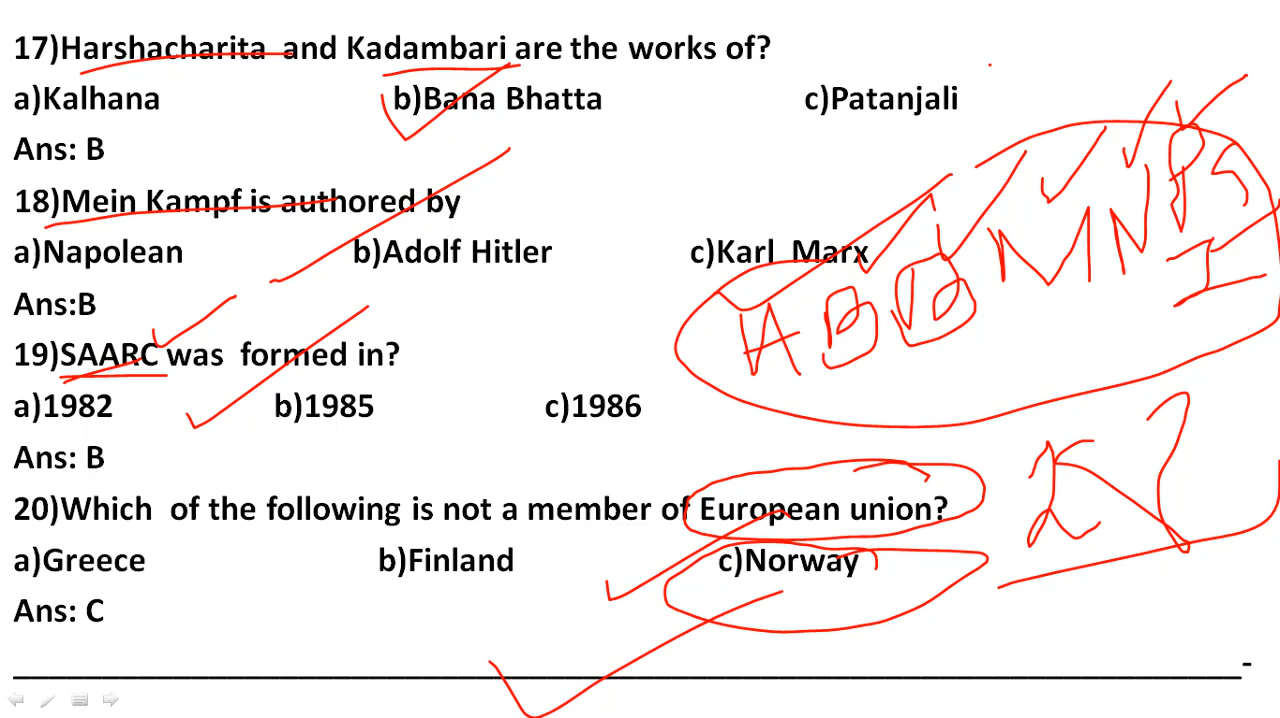 17)Harshacharita and Kadambari are the works of?
a)Kalhana b)Bana Bhatta c)Patanjali
Ans: B
18)Mein Kampf is authored by
a)Napolean b)Adolf Hitler c)Karl Marx
Ans:B
19)SAARC was formed in?
a)1982 b)1985 c)1986
Ans: B
20)Which of the following is not a member of European union?
a)Greece b)Finland c)Norway
Ans: C
A B B M N P S
I